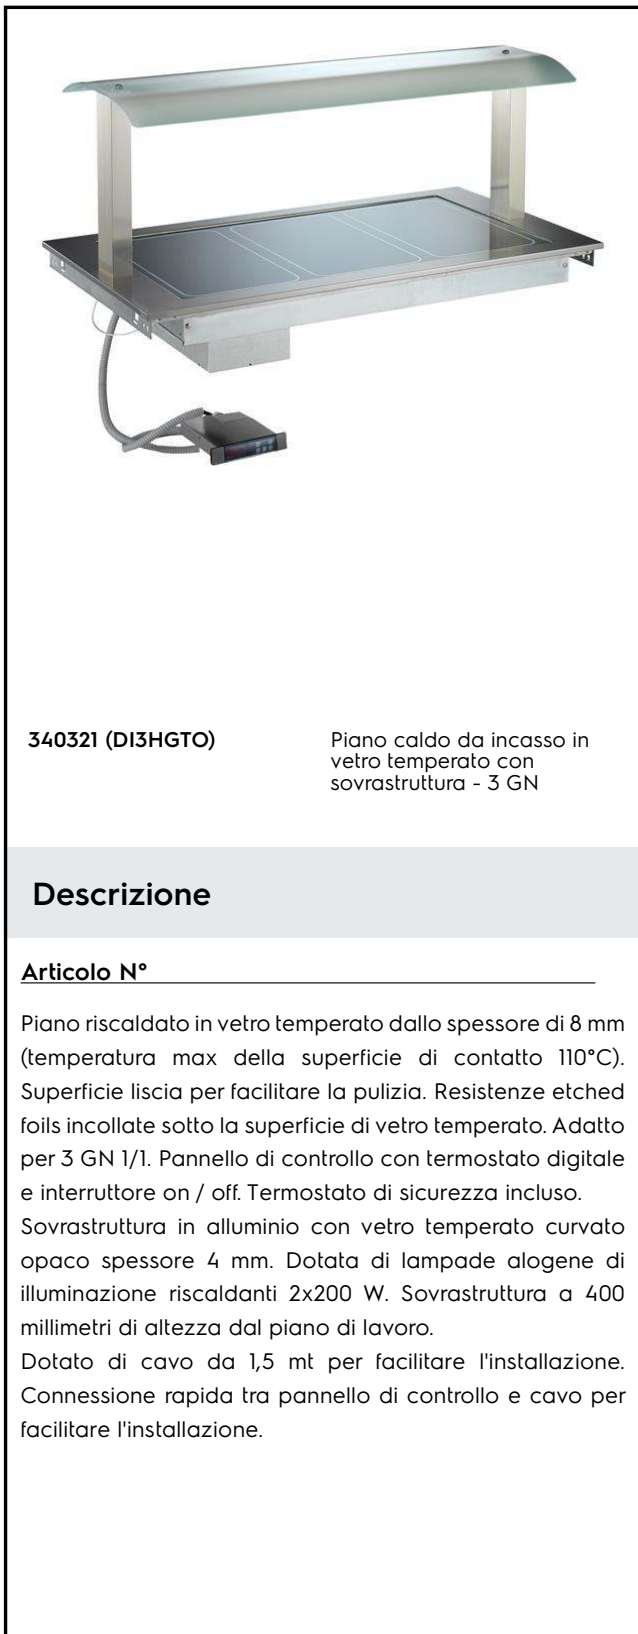 340321 (DI3HGTO)
Piano caldo da incasso in
vetro temperato con
sovrastruttura - 3 GN
Descrizione
Articolo N°
Piano riscaldato in vetro temperato dallo spessore di 8 mm
(temperatura max della superficie di contatto 110°C).
Superficie liscia per facilitare la pulizia. Resistenze etched
foils incollate sotto la superficie di vetro temperato. Adatto
per 3 GN 1/1. Pannello di controllo con termostato digitale
e interruttore on / off. Termostato di sicurezza incluso.
Sovrastruttura in alluminio con vetro temperato curvato
opaco spessore 4 mm. Dotata di lampade alogene di
illuminazione riscaldanti 2x200 W. Sovrastruttura a 400
millimetri di altezza dal piano di lavoro.
Dotato di cavo da 1,5 mt per facilitare l'installazione.
Connessione rapida tra pannello di controllo e cavo per
facilitare l'installazione.